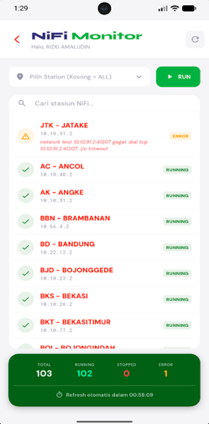 1:29
NiFi Monitor
Halo, RIZKI AMALUDIN
Pilih Station (Kosong = ALL)
RUN
Cari stasiun NiFi...
JTK - JATAKE
10.10.91.2
ERROR
network test 10.10.91.2:41207 gagal: dial tcp
10.10.91.2:41207: i/o timeout
AC - ANCOL
10.10.40.2
RUNNING
AK - ANGKE
10.10.51.2
RUNNING
BBN - BRAMBANAN
10.66.4.2
RUNNING
BD - BANDUNG
10.22.13.2
RUNNING
BJD - BOJONGGEDE
10.10.23.2
RUNNING
BKS - BEKASI
10.10.26.2
RUNNING
BKT - BEKASITIMUR
10.10.77.2
RUNNING
BOI - BOJONGINDAH
TOTAL RUNNING STOPPED ERROR
103 102 0 1
Refresh otomatis dalam 00:58:09